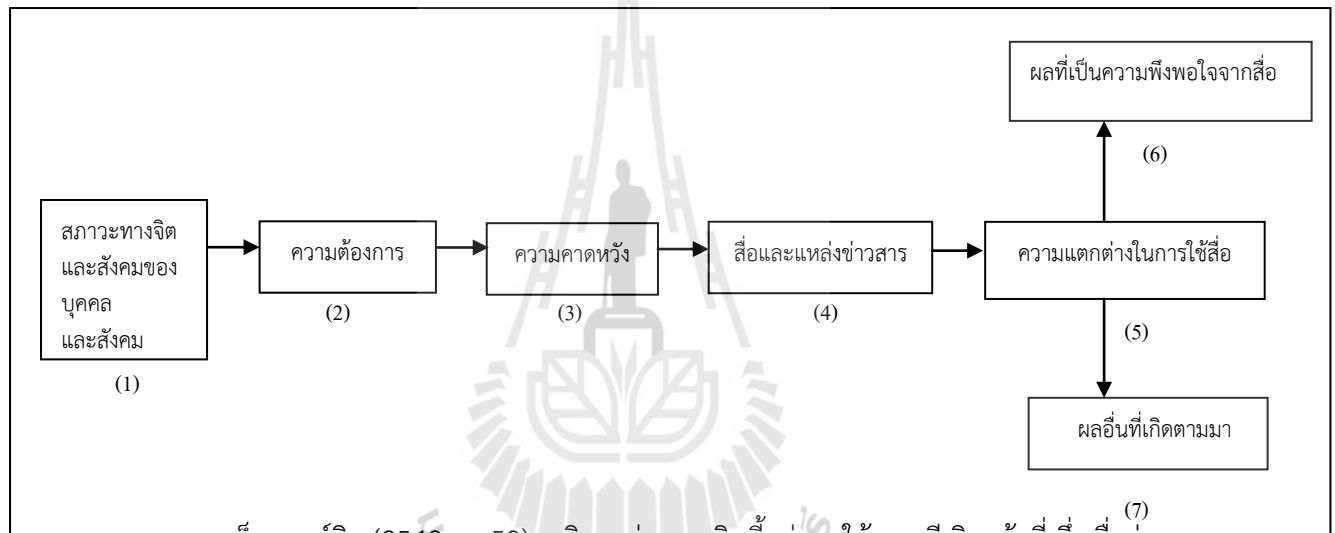 ผลที่เป็นความพึงพอใจจากสื่อ
(6)
สภาวะทางจิต
และสังคมของ
บุคคล
และสังคม
(1)
ความต้องการ
(2)
ความคาดหวัง
(3)
สื่อและแหล่งข่าวสาร
(4)
ความแตกต่างในการใช้สื่อ
(5)
ผลอื่นที่เกิดตามมา
(7)